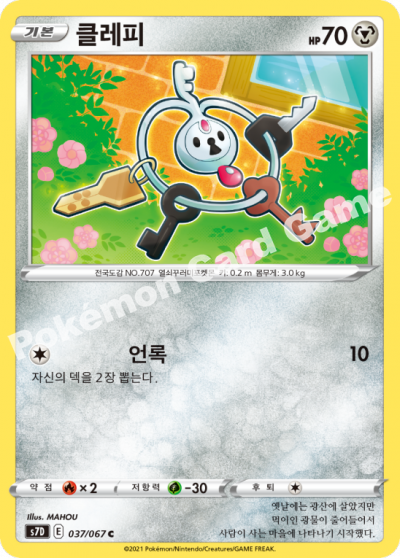 기본 클레피 HP 70
전국도감 NO.707 열쇠꾸러미포켓몬 키: 0.2 m 몸무게: 3.0 kg
Pokémon Card Game
언록 10
자신의 덱을 2장 뽑는다.
약점 ×2 저항력 -30 후퇴
Illus. MAHOU
s7D E 037/067 C
옛날에는 광산에 살았지만
먹이인 광물이 줄어들어서
사람이 사는 마을에 나타나기 시작했다.
©2021 Pokémon/Nintendo/Creatures/GAME FREAK.